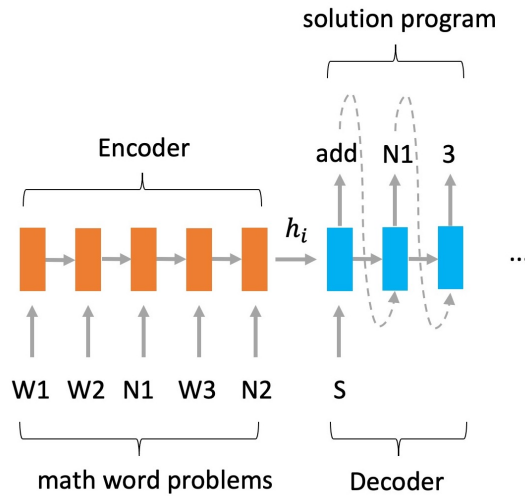 solution program
Encoder
add N1 3
h_i
...
W1 W2 N1 W3 N2 S
math word problems
Decoder